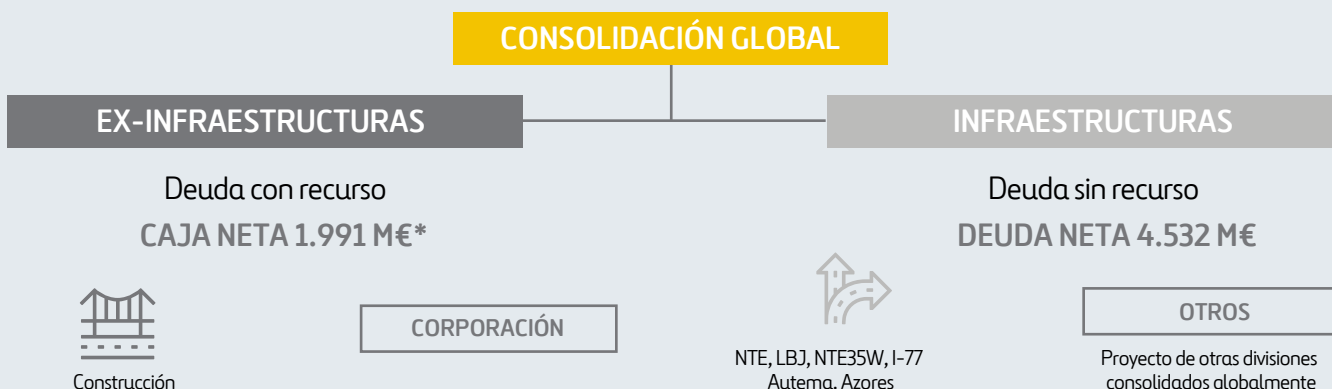 CONSOLIDACIÓN GLOBAL
EX-INFRAESTRUCTURAS
Deuda con recurso
CAJA NETA 1.991 M€*
Construcción
CORPORACIÓN
INFRAESTRUCTURAS
Deuda sin recurso
DEUDA NETA 4.532 M€
NTE, LBJ, NTE35W, I-77
Autema, Azores
OTROS
Proyecto de otras divisiones
consolidados globalmente